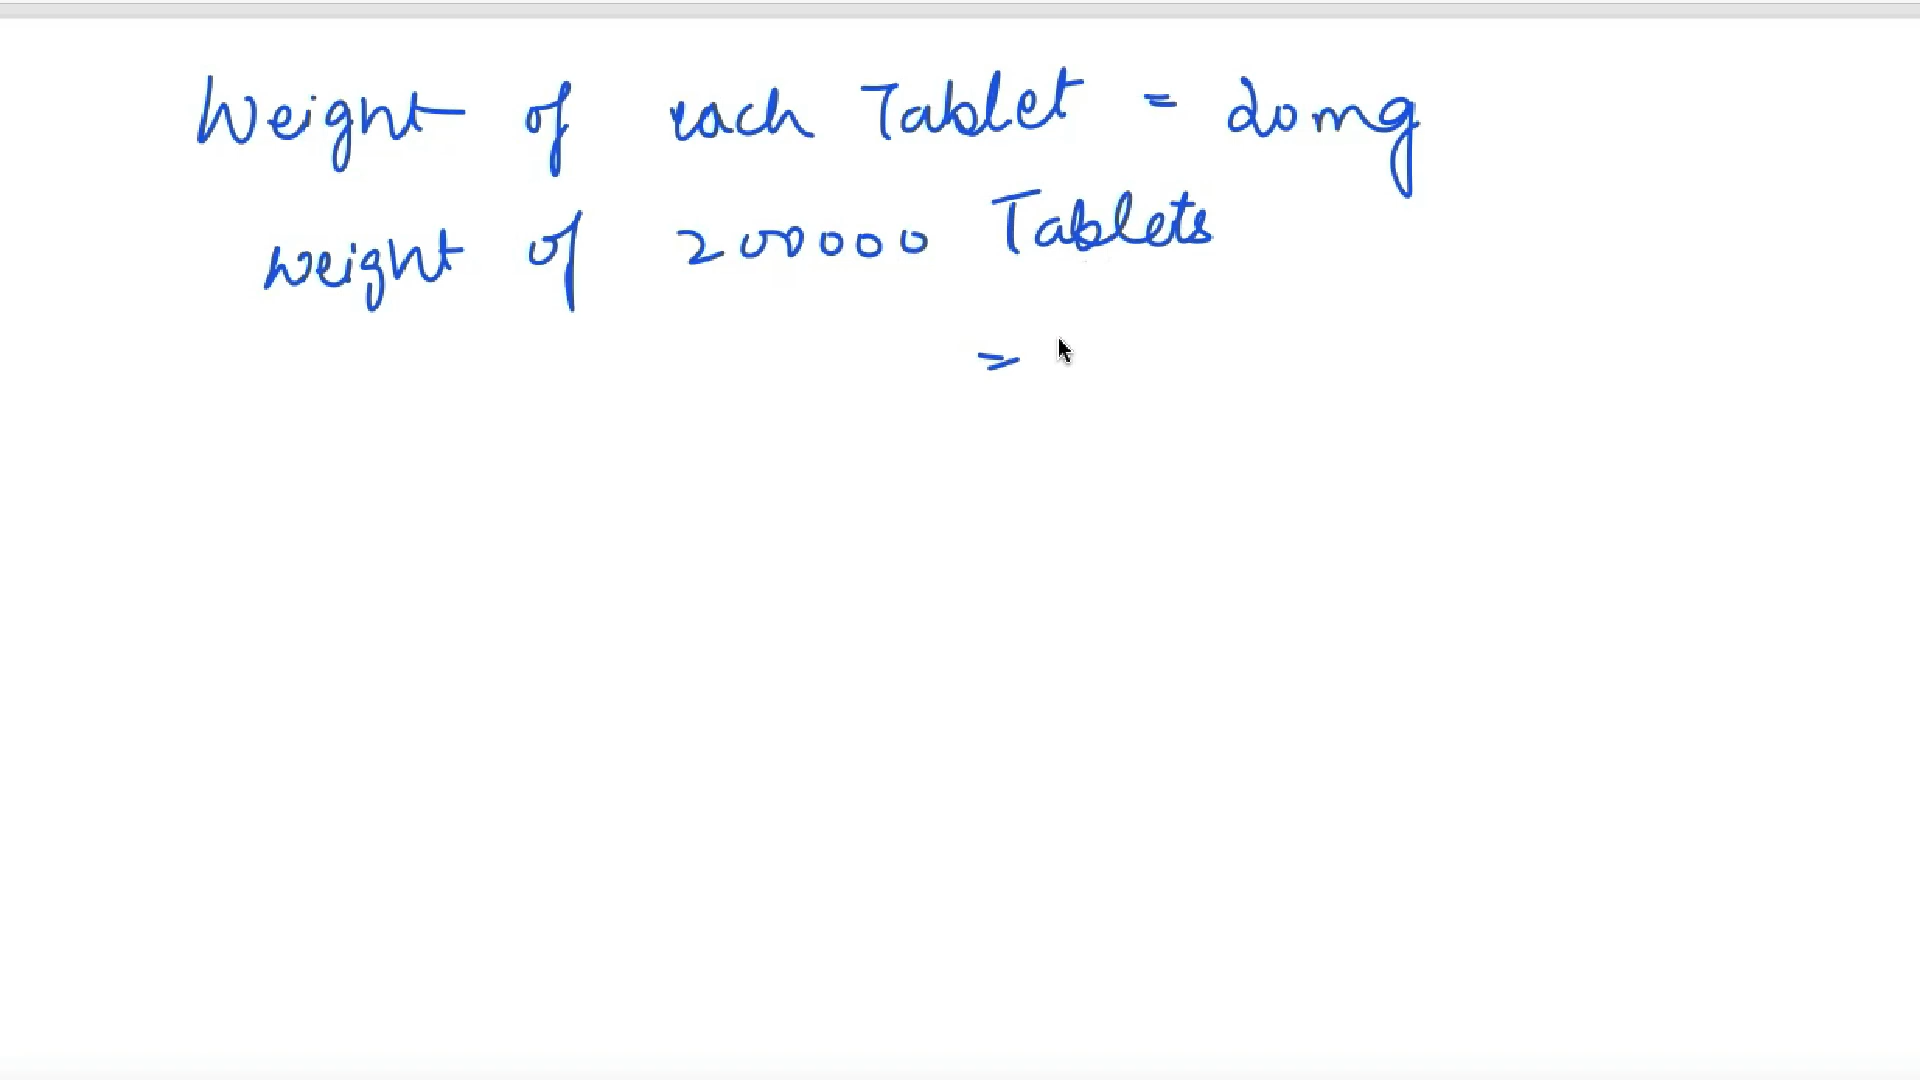 Weight of each Tablet = 20mg
weight of 200000 Tablets
=